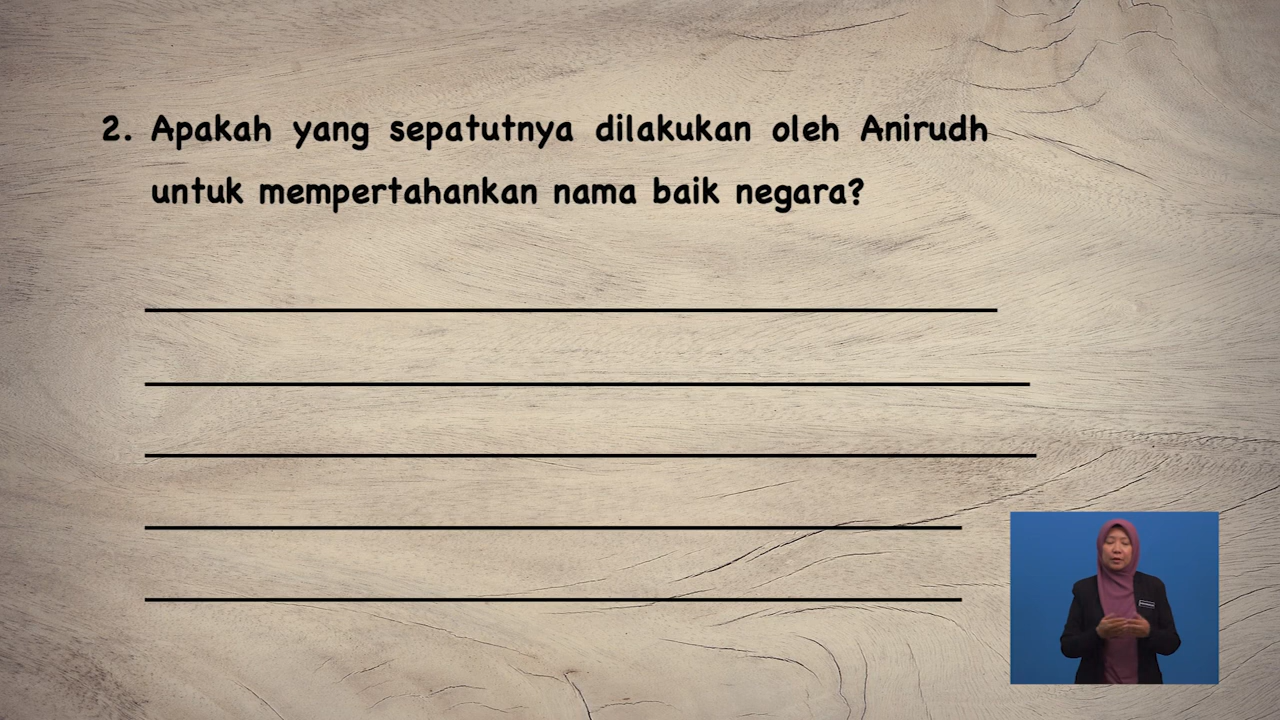 2. Apakah yang sepatutnya dilakukan oleh Anirudh
untuk mempertahankan nama baik negara?